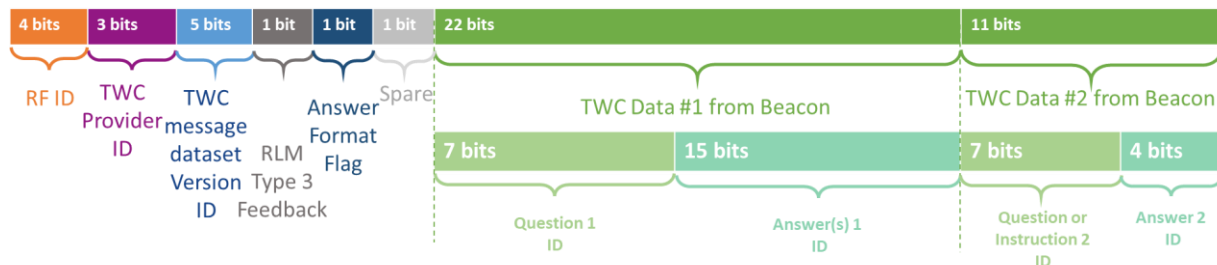 4 bits
3 bits
5 bits
1 bit
1 bit
1 bit
22 bits
11 bits
RF ID
TWC
Provider
ID
TWC
message
dataset
Version
ID
RLM
Type 3
Feedback
Answer
Format
Flag
Spare
TWC Data #1 from Beacon
TWC Data #2 from Beacon
7 bits
15 bits
7 bits
4 bits
Question 1
ID
Answer(s) 1
ID
Question or
Instruction 2
ID
Answer 2
ID